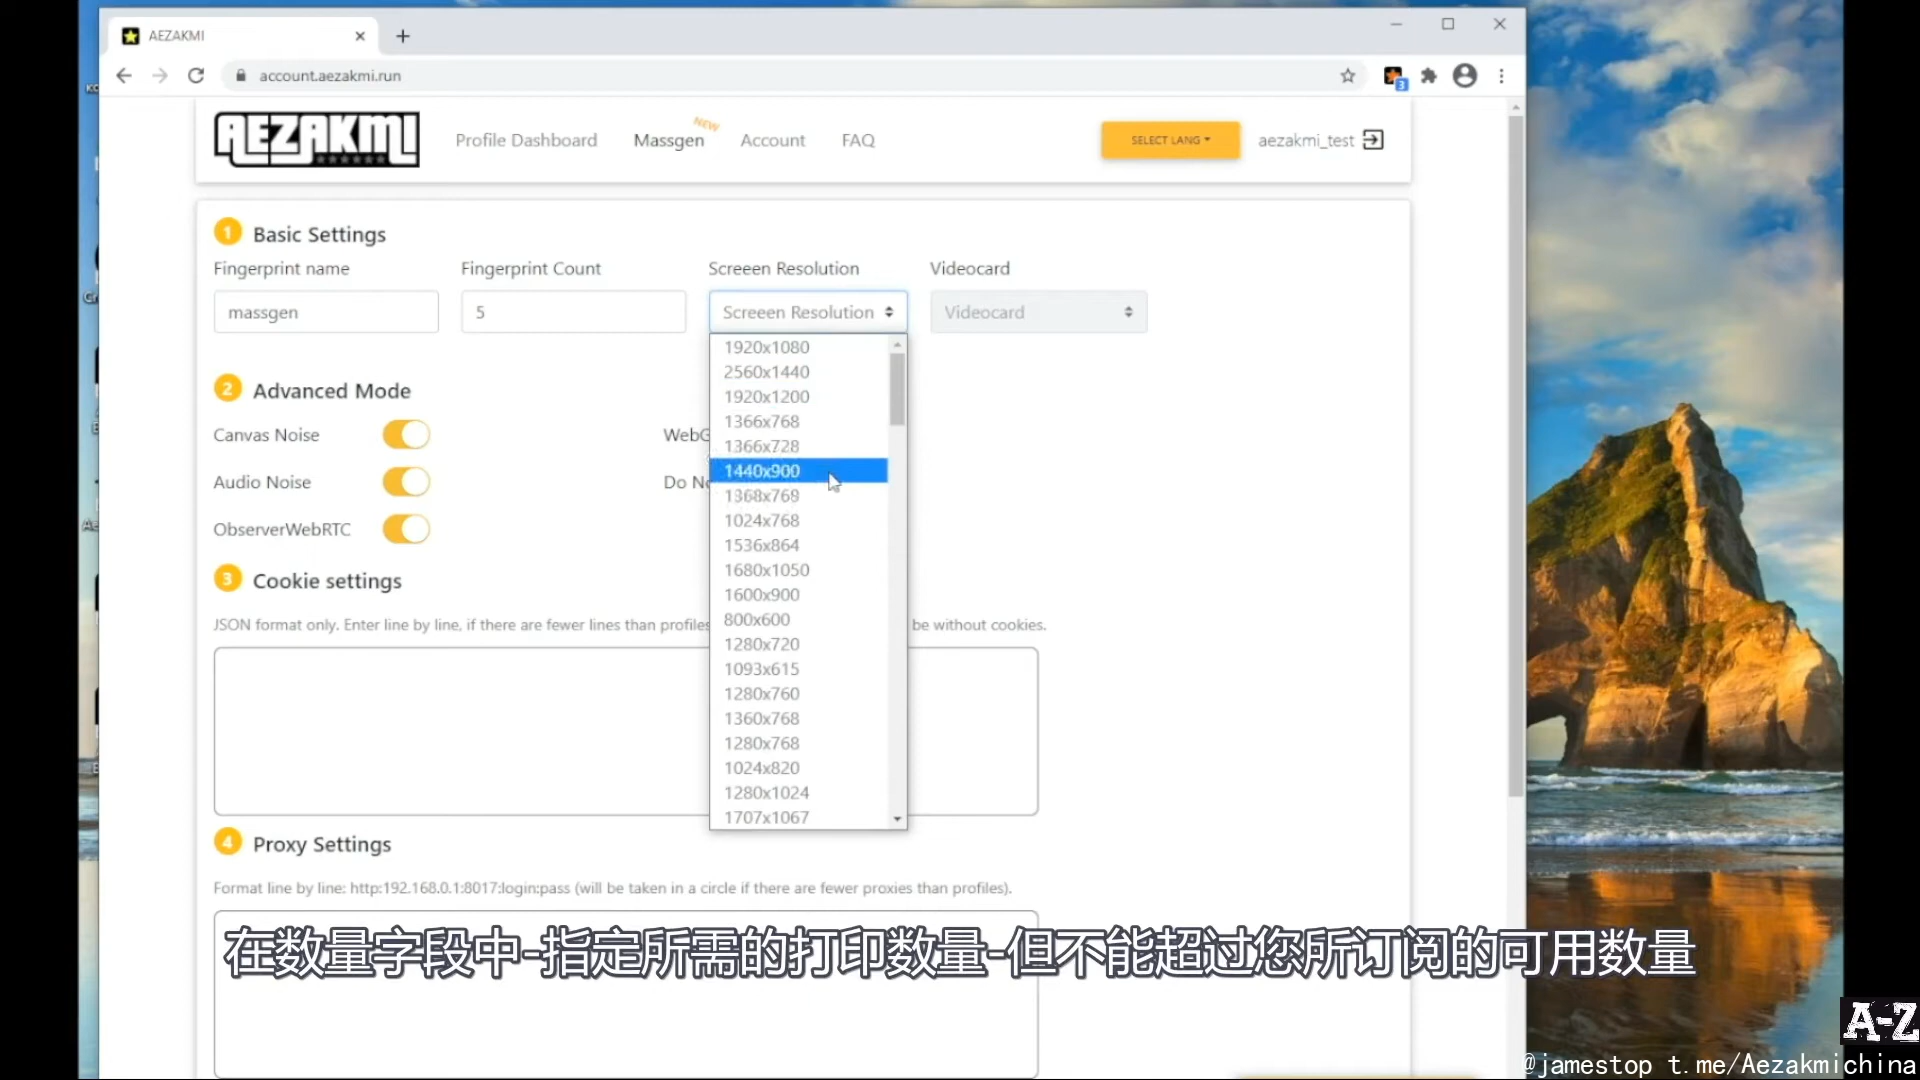 AEZAKMI
account.aezakmi.run
3
AEZAKMI
Profile Dashboard
Massgen
NEW
Account
FAQ
SELECT LANG
aezakmi_test
1 Basic Settings
Fingerprint name
Fingerprint Count
Screeen Resolution
Videocard
massgen
5
Screeen Resolution
Videocard
1920x1080
2560x1440
1920x1200
1366x768
1366x728
1440x900
1368x769
1024x768
1536x864
1680x1050
1600x900
800x600
1280x720
1093x615
1280x760
1360x768
1280x768
1024x820
1280x1024
1707x1067
2 Advanced Mode
Canvas Noise
WebG
Audio Noise
Do No
ObserverWebRTC
3 Cookie settings
JSON format only. Enter line by line, if there are fewer lines than profiles be without cookies.
4 Proxy Settings
Format line by line: http:192.168.0.1:8017:login:pass (will be taken in a circle if there are fewer proxies than profiles).
在数量字段中-指定所需的打印数量-但不能超过您所订阅的可用数量
A-Z
@jamestop t.me/Aezakmichina